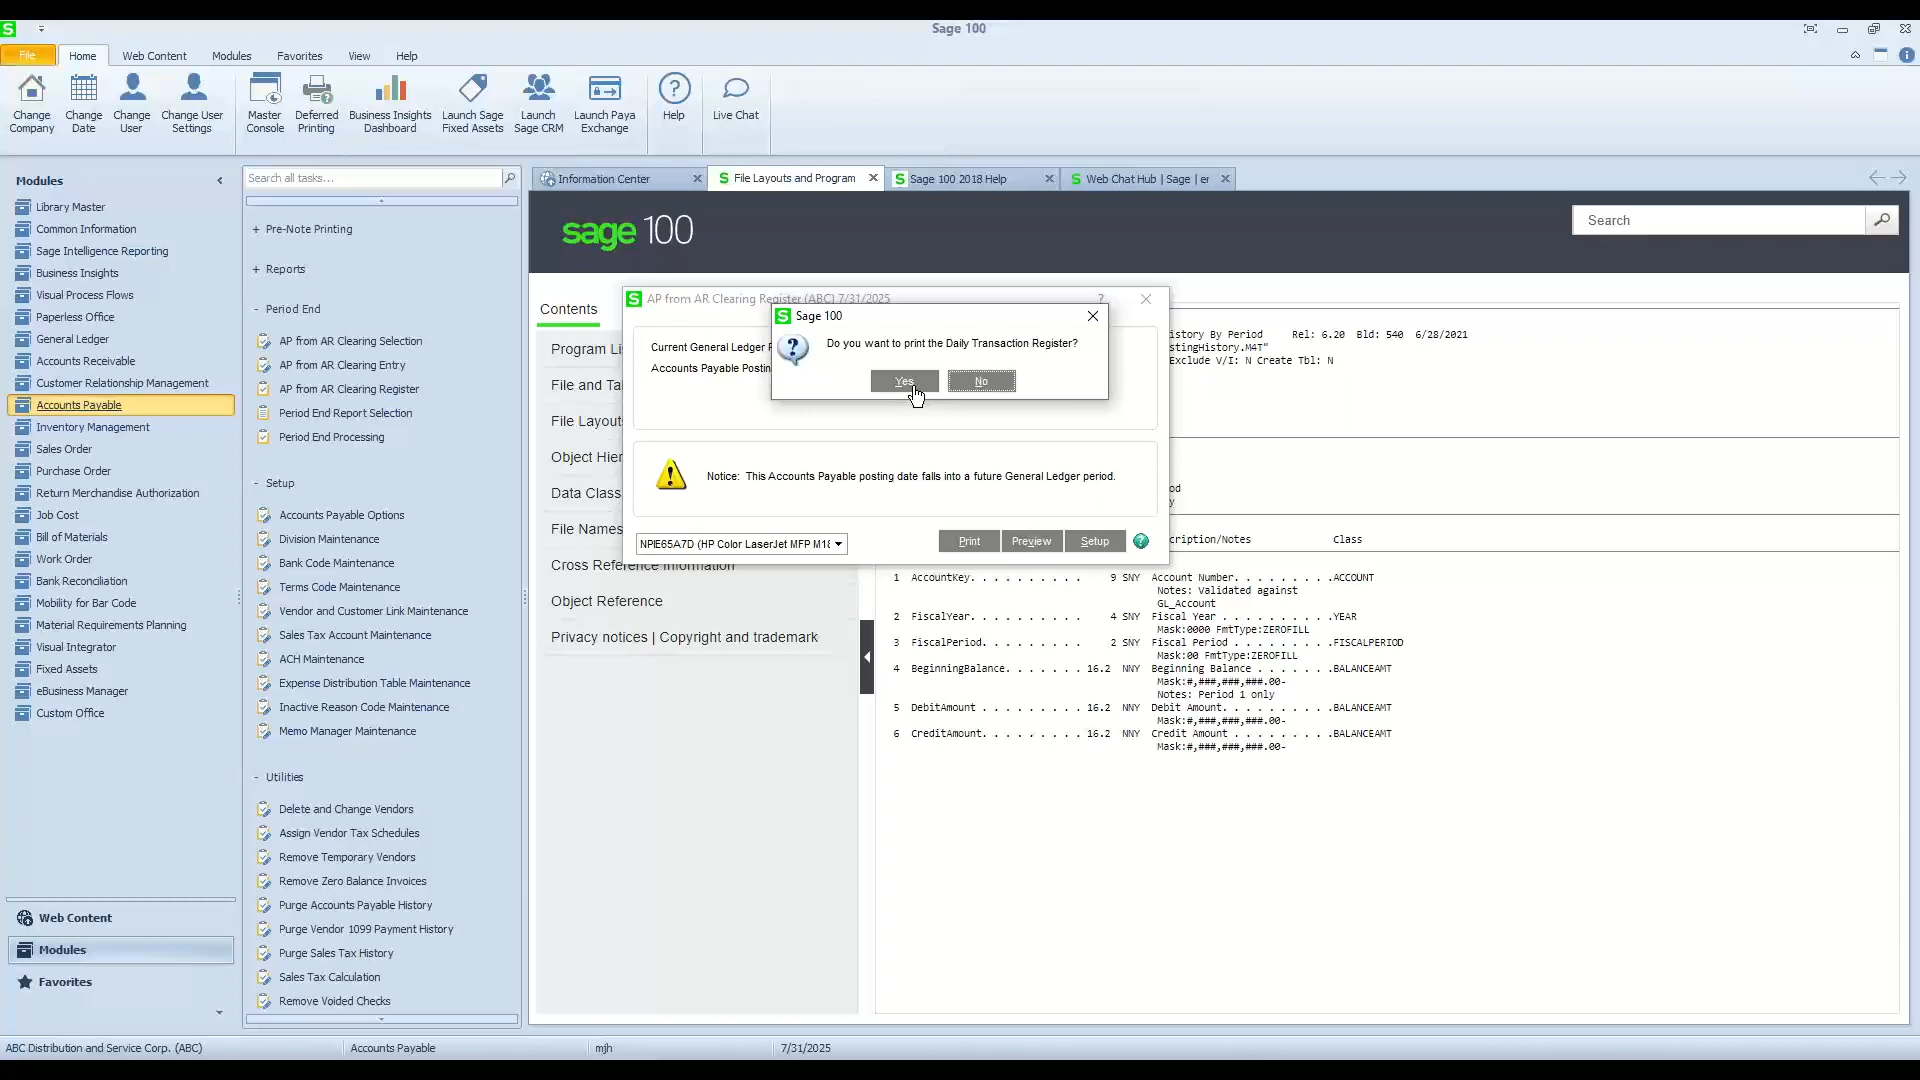 Sage 100
File
Home
Web Content
Modules
Favorites
View
Help
Change
Company
Change
Date
Change
User
Change User
Settings
Master
Console
Deferred
Printing
Business Insights
Dashboard
Launch Sage
Fixed Assets
Launch
Sage CRM
Launch Paya
Exchange
Help
Live Chat
Modules
Library Master
Common Information
Sage Intelligence Reporting
Business Insights
Visual Process Flows
Paperless Office
General Ledger
Accounts Receivable
Customer Relationship Management
Accounts Payable
Inventory Management
Sales Order
Purchase Order
Return Merchandise Authorization
Job Cost
Bill of Materials
Work Order
Bank Reconciliation
Mobility for Bar Code
Material Requirements Planning
Visual Integrator
Fixed Assets
eBusiness Manager
Custom Office
Web Content
Modules
Favorites
Search all tasks...
+ Pre-Note Printing
+ Reports
- Period End
AP from AR Clearing Selection
AP from AR Clearing Entry
AP from AR Clearing Register
Period End Report Selection
Period End Processing
- Setup
Accounts Payable Options
Division Maintenance
Bank Code Maintenance
Terms Code Maintenance
Vendor and Customer Link Maintenance
Sales Tax Account Maintenance
ACH Maintenance
Expense Distribution Table Maintenance
Inactive Reason Code Maintenance
Memo Manager Maintenance
- Utilities
Delete and Change Vendors
Assign Vendor Tax Schedules
Remove Temporary Vendors
Remove Zero Balance Invoices
Purge Accounts Payable History
Purge Vendor 1099 Payment History
Purge Sales Tax History
Sales Tax Calculation
Remove Voided Checks
Information Center
File Layouts and Program
Sage 100 2018 Help
Web Chat Hub | Sage | er
sage 100
Search
Contents
Program Li
File and Ta
File Layout
Object Hie
Data Class
File Names
Cross Reference Information
Object Reference
Privacy notices | Copyright and trademark
AP from AR Clearing Register (ABC) 7/31/2025
Current General Ledger P
Accounts Payable Postin
Sage 100
Do you want to print the Daily Transaction Register?
Yes
No
Notice: This Accounts Payable posting date falls into a future General Ledger period.
NPIE65A7D (HP Color LaserJet MFP M18
Print
Preview
Setup
istory By Period Rel: 6.20 Bld: 540 6/28/2021
stingHistory.M4T"
Exclude V/I: N Create Tbl: N
od
y
cription/Notes Class
1 AccountKey. . . . . . . . . . 9 SNY Account Number. . . . . . . . .ACCOUNT
Notes: Validated against
GL_Account
2 FiscalYear. . . . . . . . . . 4 SNY Fiscal Year . . . . . . . . . .YEAR
Mask:0000 FmtType:ZEROFILL
3 FiscalPeriod. . . . . . . . . 2 SNY Fiscal Period . . . . . . . . .FISCALPERIOD
Mask:00 FmtType:ZEROFILL
4 BeginningBalance. . . . . . . 16.2 NNY Beginning Balance . . . . . . .BALANCEAMT
Mask:#,###,###,###.00-
Notes: Period 1 only
5 DebitAmount . . . . . . . . . 16.2 NNY Debit Amount. . . . . . . . . .BALANCEAMT
Mask:#,###,###,###.00-
6 CreditAmount. . . . . . . . . 16.2 NNY Credit Amount . . . . . . . . .BALANCEAMT
Mask:#,###,###,###.00-
ABC Distribution and Service Corp. (ABC)
Accounts Payable
mjh
7/31/2025